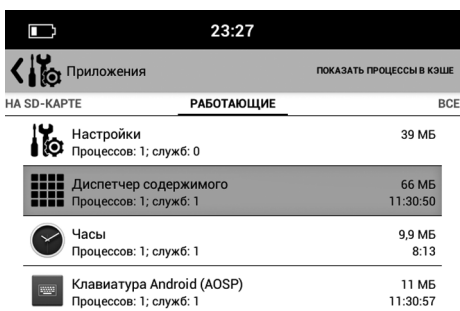 23:27
Приложения ПОКАЗАТЬ ПРОЦЕССЫ В КЭШЕ
НА SD-КАРТЕ РАБОТАЮЩИЕ ВСЕ
Настройки 39 МБ
Процессов: 1; служб: 0
Диспетчер содержимого 66 МБ
Процессов: 1; служб: 1 11:30:50
Часы 9,9 МБ
Процессов: 1; служб: 1 8:13
Клавиатура Android (AOSP) 11 МБ
Процессов: 1; служб: 1 11:30:57